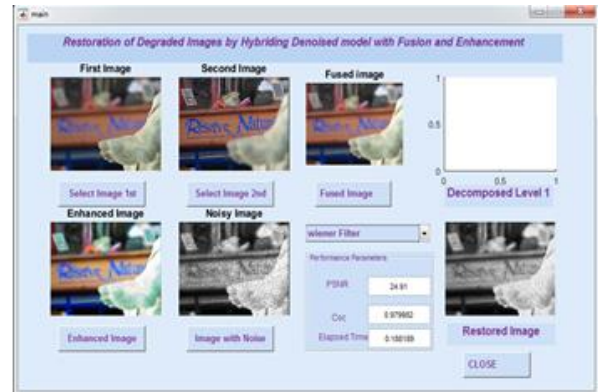 main
Restoration of Degraded Images by Hybriding Denoised model with Fusion and Enhancement
First Image
Second Image
Fused image
1
0.5
0
0
0.5
1
Select Image 1st
Select Image 2nd
Fused Image
Decomposed Level 1
Enhanced Image
Noisy Image
wiener Filter
Performance Parameters
PSNR
24.91
Coc
0.979982
Elapsed Time
Enhanced Image
Image with Noise
Restored Image
CLOSE